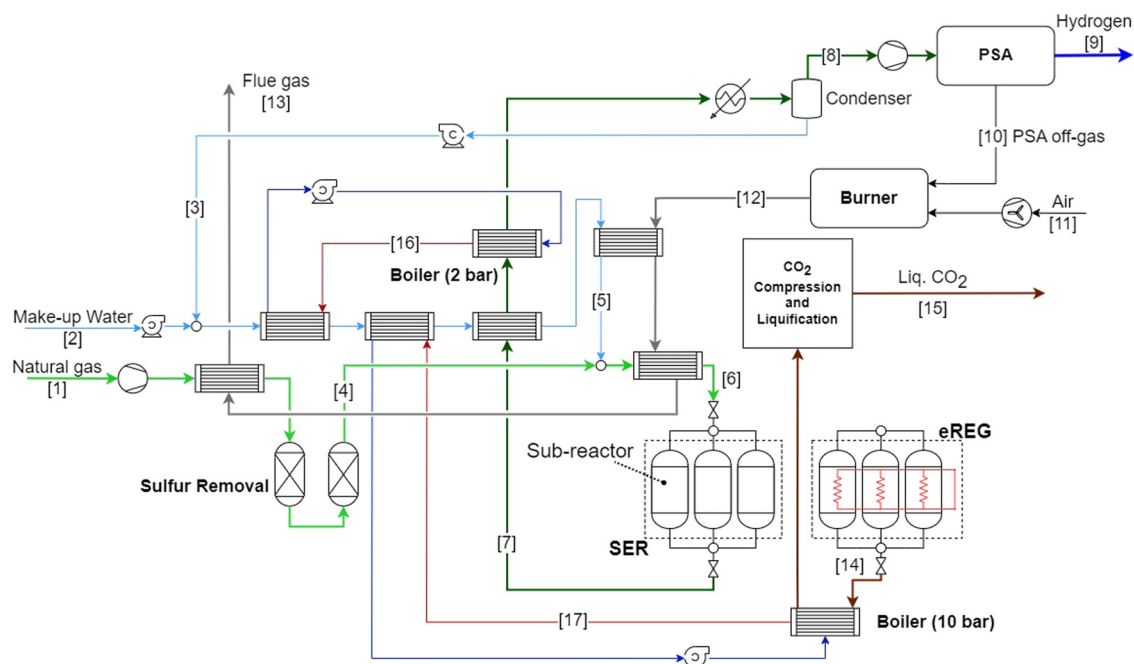 Hydrogen
[9]
[8]
PSA
Flue gas
[13]
Condenser
[10] PSA off-gas
C
[3]
[12]
Burner
Air
[11]
[16]
Boiler (2 bar)
CO2
Compression
and
Liquification
Liq. CO2
[15]
[5]
Make-up Water
[2]
Natural gas
[1]
[4]
[6]
eREG
Sub-reactor
Sulfur Removal
SER
[7]
[14]
[17]
Boiler (10 bar)